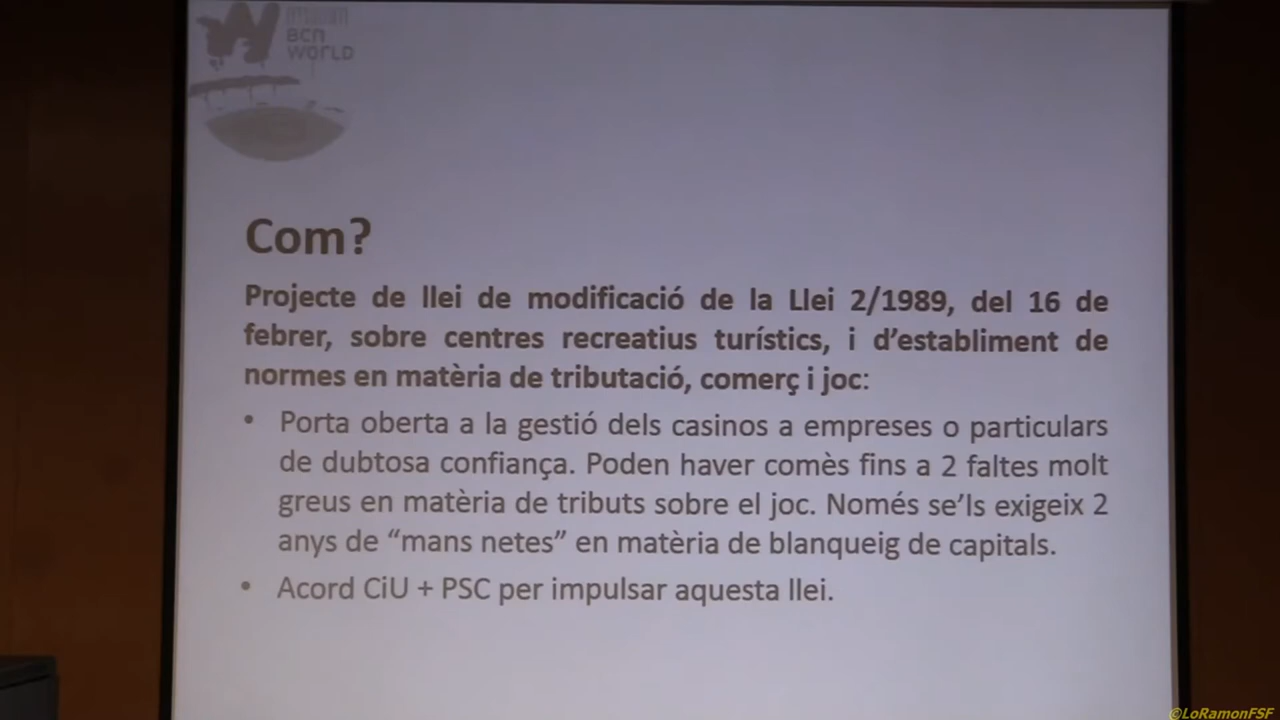 BCN
WORLD
Com?
Projecte de llei de modificació de la Llei 2/1989, del 16 de
febrer, sobre centres recreatius turístics, i d’establiment de
normes en matèria de tributació, comerç i joc:
• Porta oberta a la gestió dels casinos a empreses o particulars
de dubtosa confiança. Poden haver comès fins a 2 faltes molt
greus en matèria de tributs sobre el joc. Només se’ls exigeix 2
anys de “mans netes” en matèria de blanqueig de capitals.
• Acord CiU + PSC per impulsar aquesta llei.
©LoRamonFSF